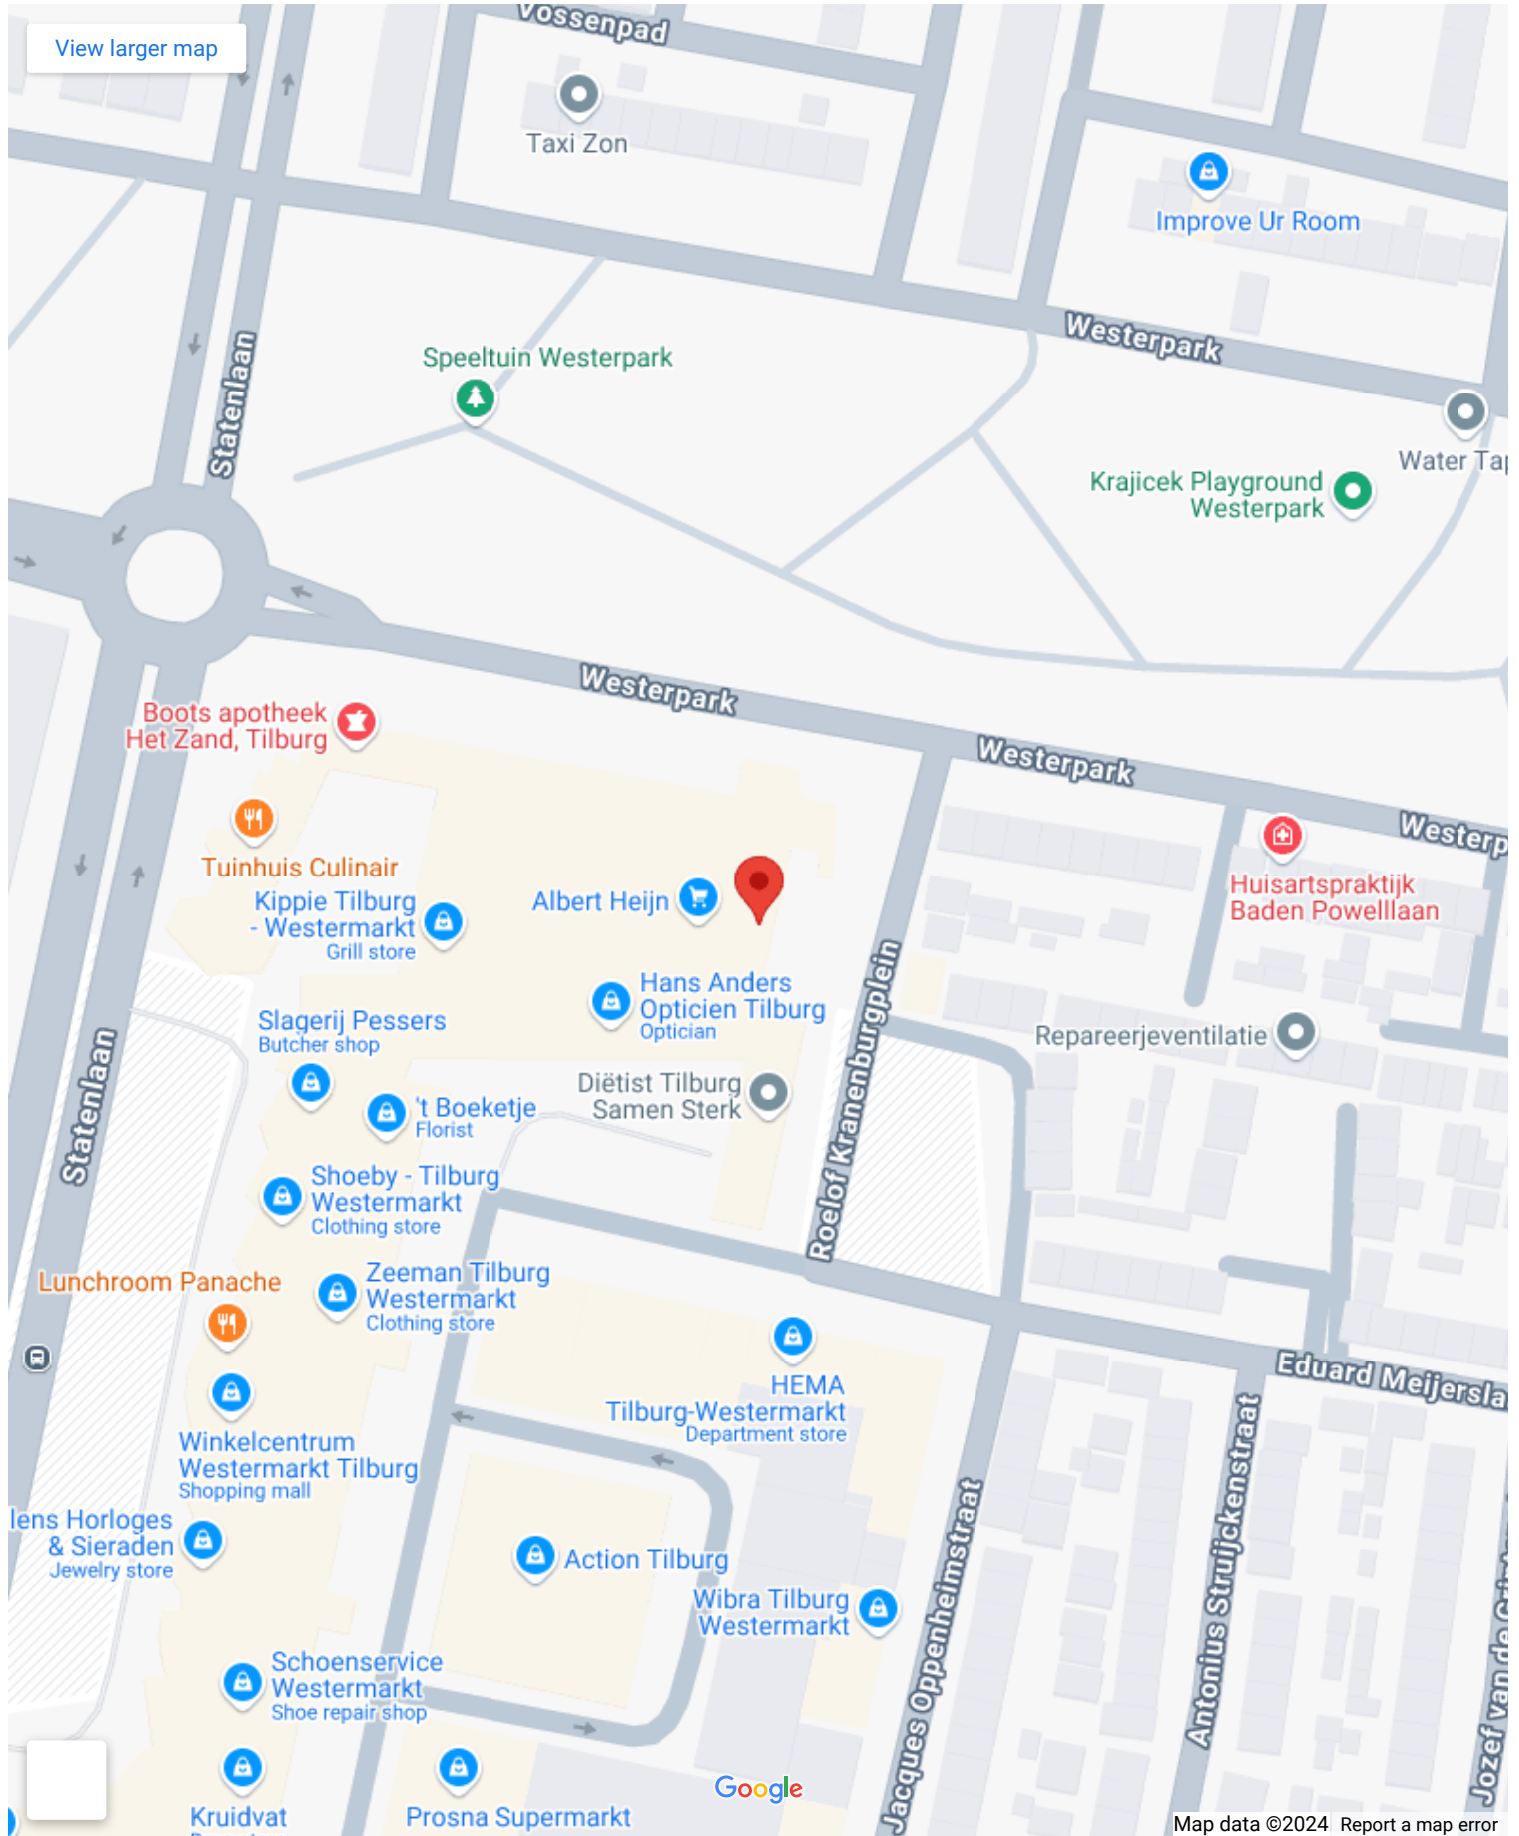 Vossenpad
View larger map
Taxi Zon
Improve Ur Room
Westerpark
Statenlaan
Speeltuin Westerpark
Water Tap
Krajicek Playground
Westerpark
Westerpark
Boots apotheek
Het Zand, Tilburg
Westerpark
Westerp
Tuinhuis Culinair
Kippie Tilburg
- Westermarkt
Grill store
Albert Heijn
Huisartspraktijk
Baden Powelllaan
Hans Anders
Opticien Tilburg
Optician
Roelof Kranenburgplein
Slagerij Pessers
Butcher shop
Repareerjeventilatie
Diëtist Tilburg
Samen Sterk
't Boeketje
Florist
Statenlaan
Shoeby - Tilburg
Westermarkt
Clothing store
Lunchroom Panache
Zeeman Tilburg
Westermarkt
Clothing store
HEMA
Tilburg-Westermarkt
Department store
Eduard Meijersla
Winkelcentrum
Westermarkt Tilburg
Shopping mall
lens Horloges
& Sieraden
Jewelry store
Action Tilburg
Wibra Tilburg
Westermarkt
Jacques Oppenheimstraat
Antonius Struijckenstraat
Jozef van de
Schoenservice
Westermarkt
Shoe repair shop
Kruidvat
Prosna Supermarkt
Google
Map data ©2024
Report a map error